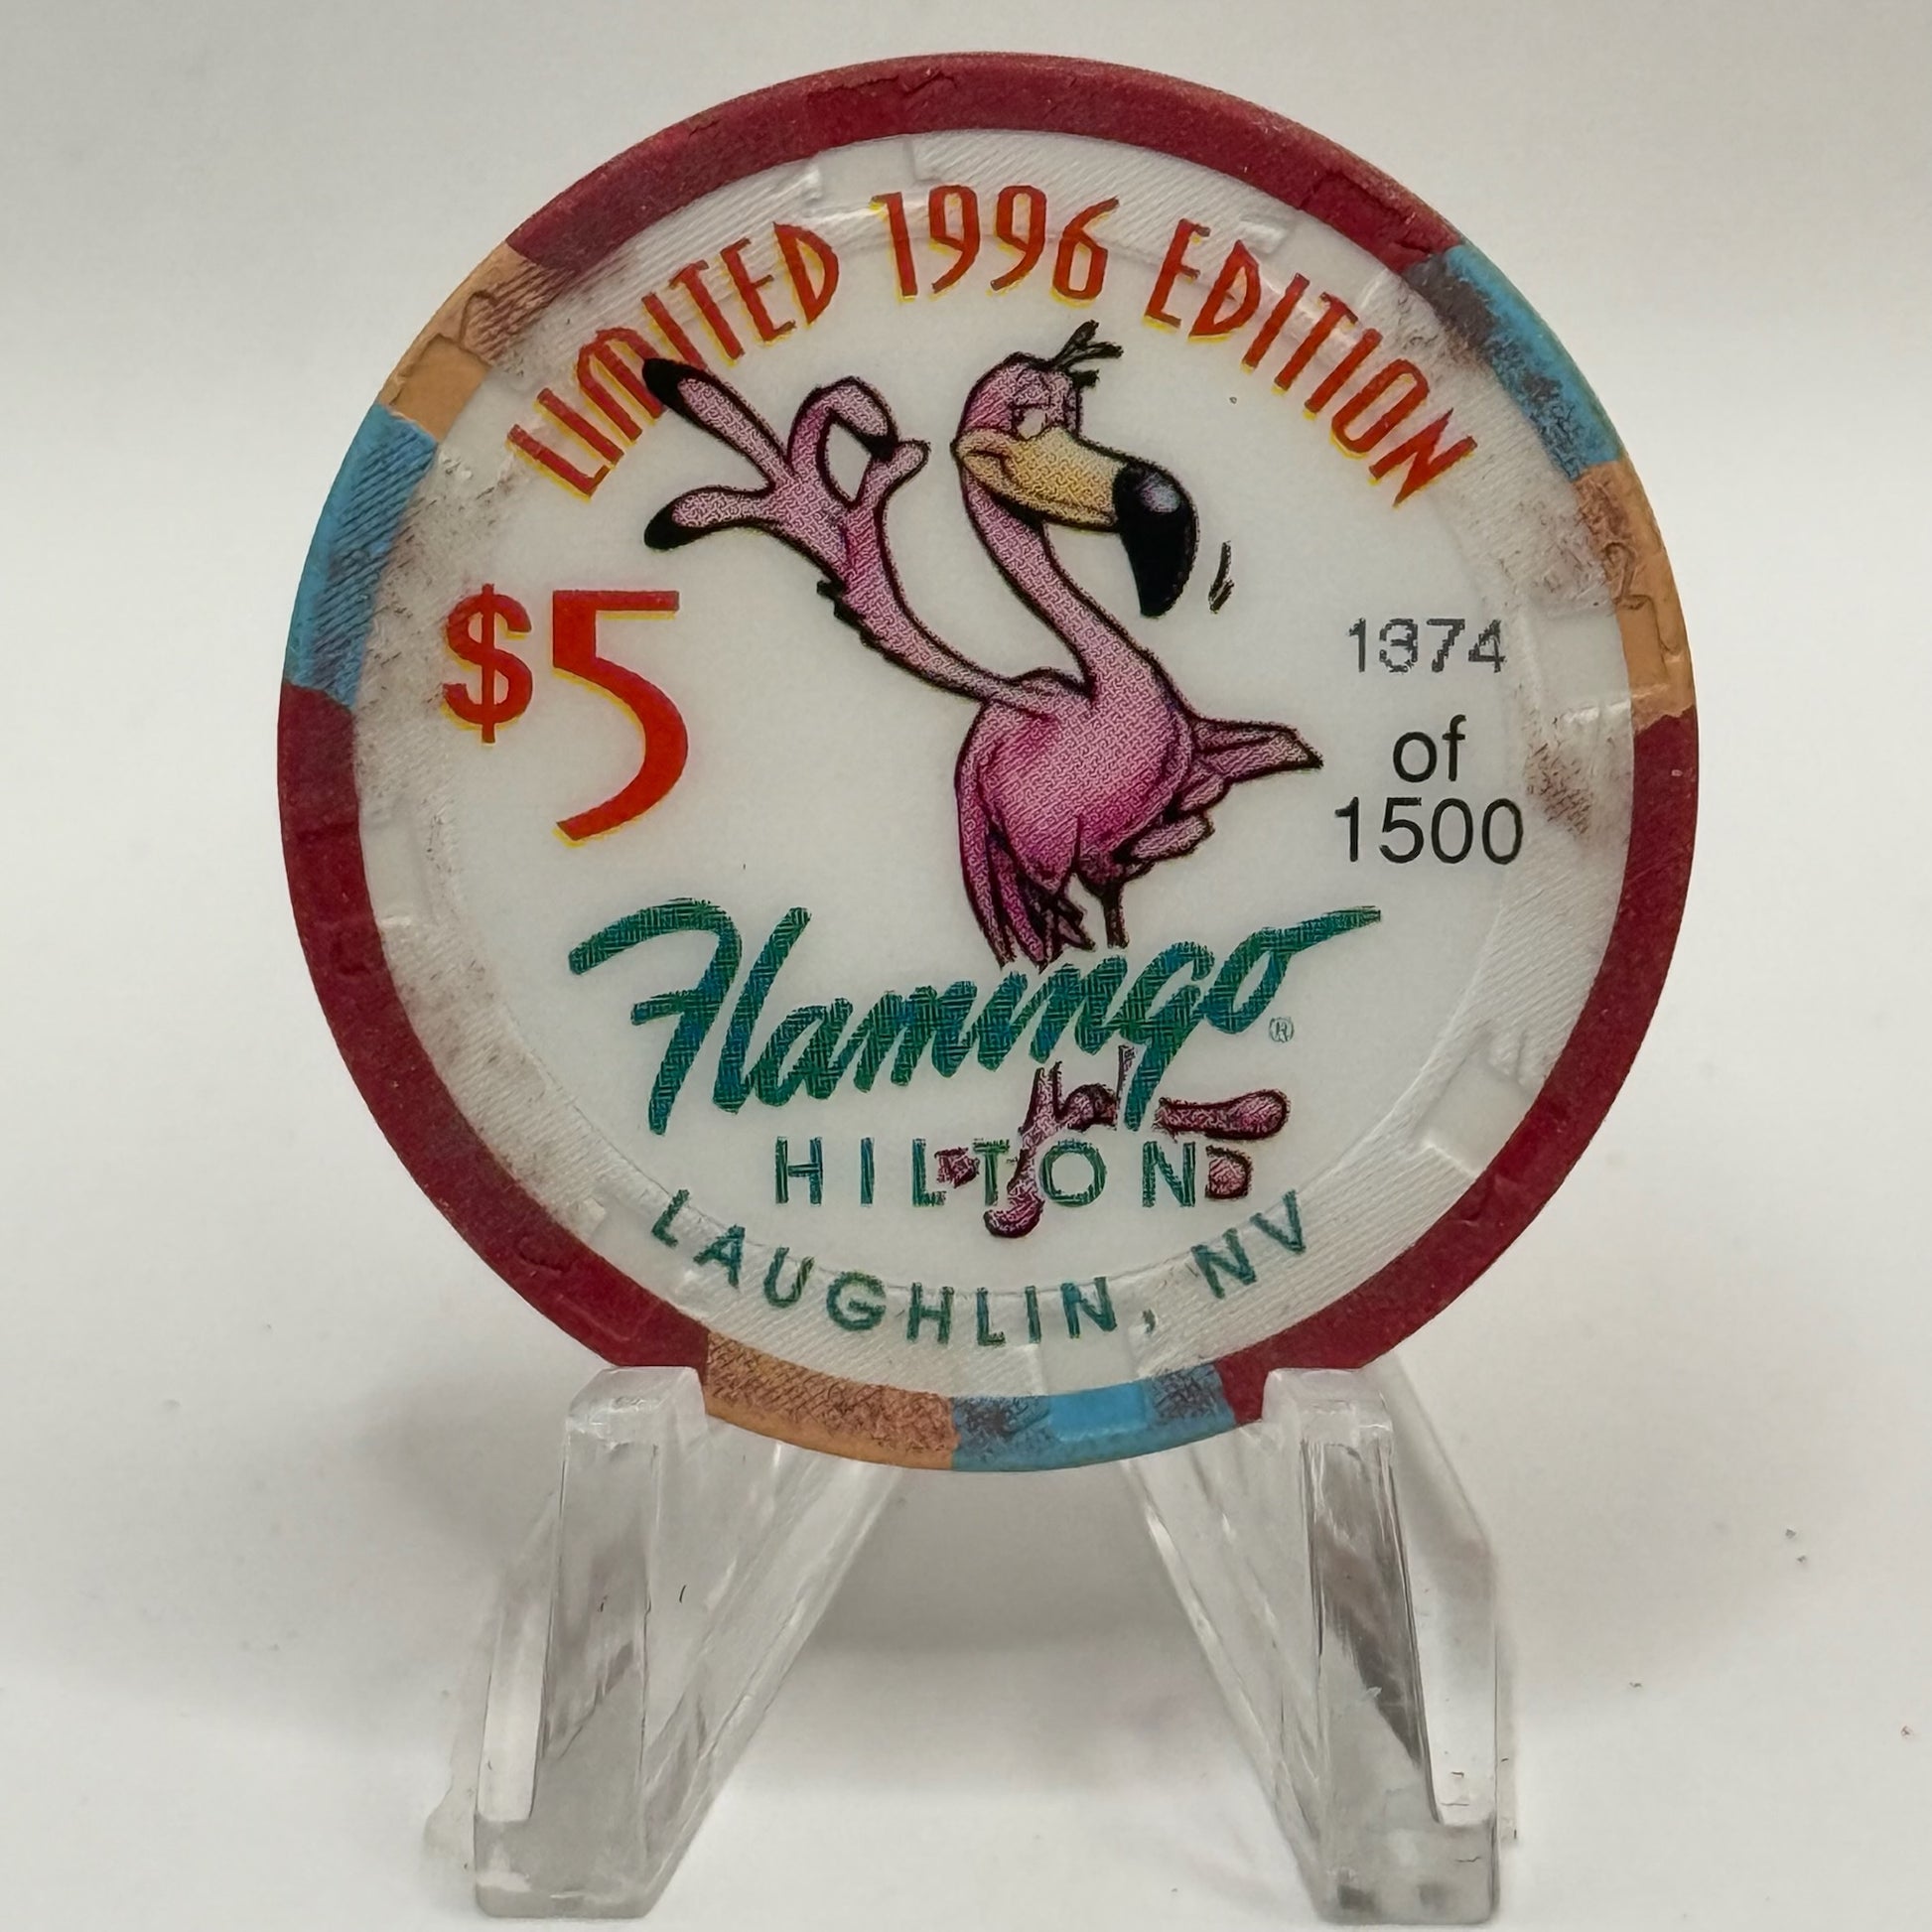 LIMITED 1996 EDITION
$5
1374
of
1500
Flamingo®
HILTON
LAUGHLIN, NV